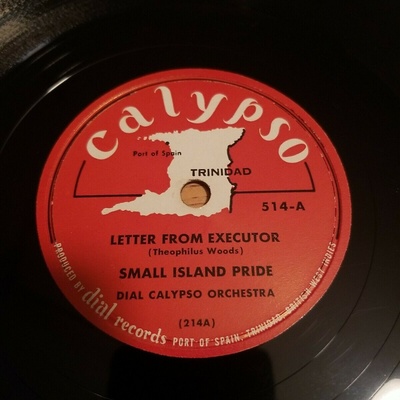 Calypso
Port of Spain
TRINIDAD
514-A
LETTER FROM EXECUTOR
(Theophilus Woods)
SMALL ISLAND PRIDE
DIAL CALYPSO ORCHESTRA
(214A)
PRODUCED BY dial records PORT OF SPAIN, TRINIDAD, BRITISH WEST INDIES